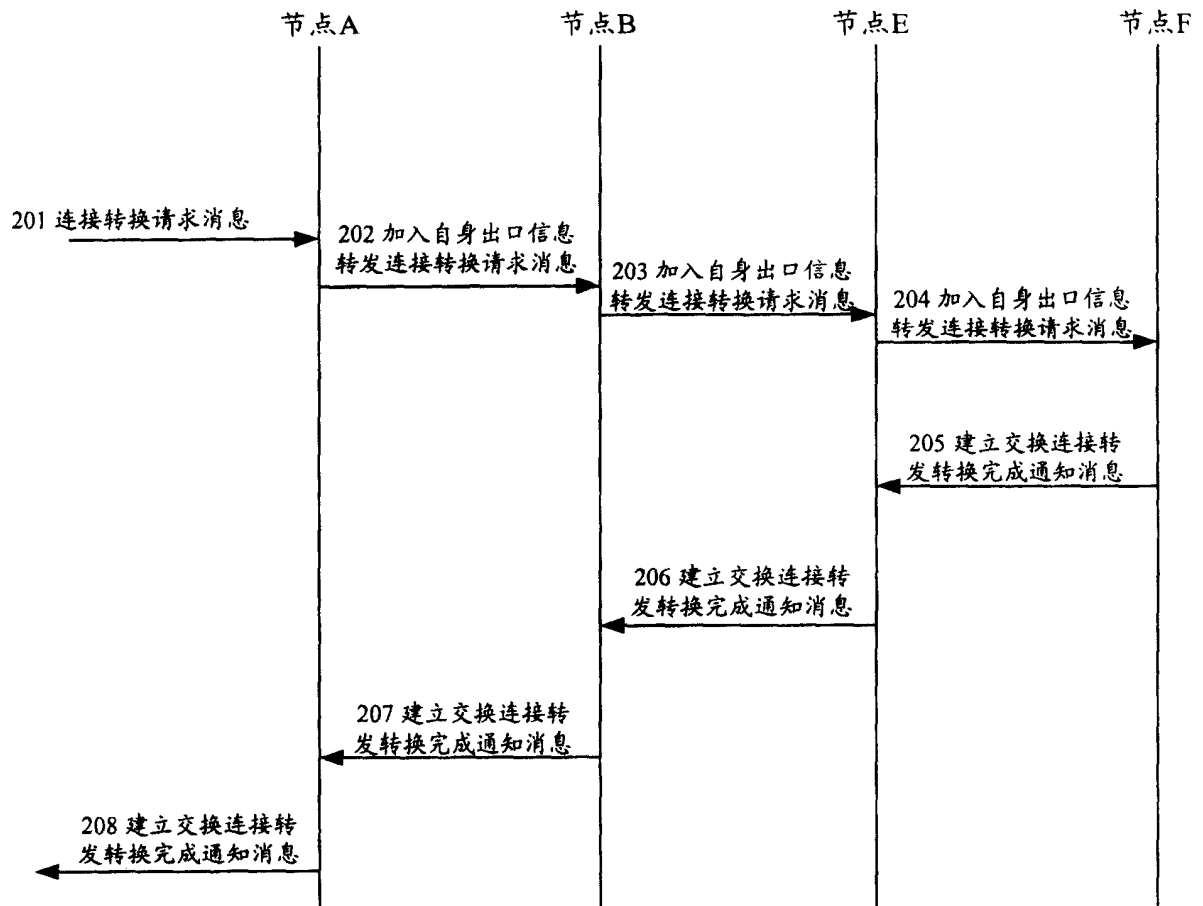 节点A
节点B
节点E
节点F
201 连接转换请求消息
202 加入自身出口信息
转发连接转换请求消息
203 加入自身出口信息
转发连接转换请求消息
204 加入自身出口信息
转发连接转换请求消息
205 建立交换连接转
发转换完成通知消息
206 建立交换连接转
发转换完成通知消息
207 建立交换连接转
发转换完成通知消息
208 建立交换连接转
发转换完成通知消息